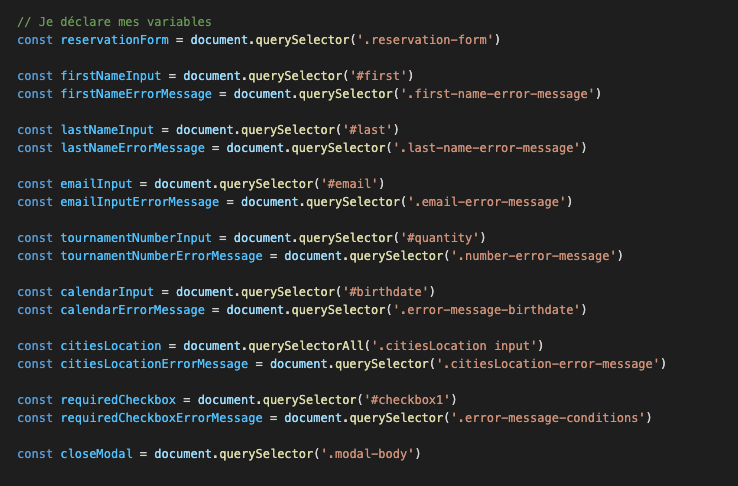 // Je déclare mes variables
const reservationForm = document.querySelector('.reservation-form')
const firstNameInput = document.querySelector('#first')
const firstNameErrorMessage = document.querySelector('.first-name-error-message')
const lastNameInput = document.querySelector('#last')
const lastNameErrorMessage = document.querySelector('.last-name-error-message')
const emailInput = document.querySelector('#email')
const emailInputErrorMessage = document.querySelector('.email-error-message')
const tournamentNumberInput = document.querySelector('#quantity')
const tournamentNumberErrorMessage = document.querySelector('.number-error-message')
const calendarInput = document.querySelector('#birthdate')
const calendarErrorMessage = document.querySelector('.error-message-birthdate')
const citiesLocation = document.querySelectorAll('.citiesLocation input')
const citiesLocationErrorMessage = document.querySelector('.citiesLocation-error-message')
const requiredCheckbox = document.querySelector('#checkbox1')
const requiredCheckboxErrorMessage = document.querySelector('.error-message-conditions')
const closeModal = document.querySelector('.modal-body')